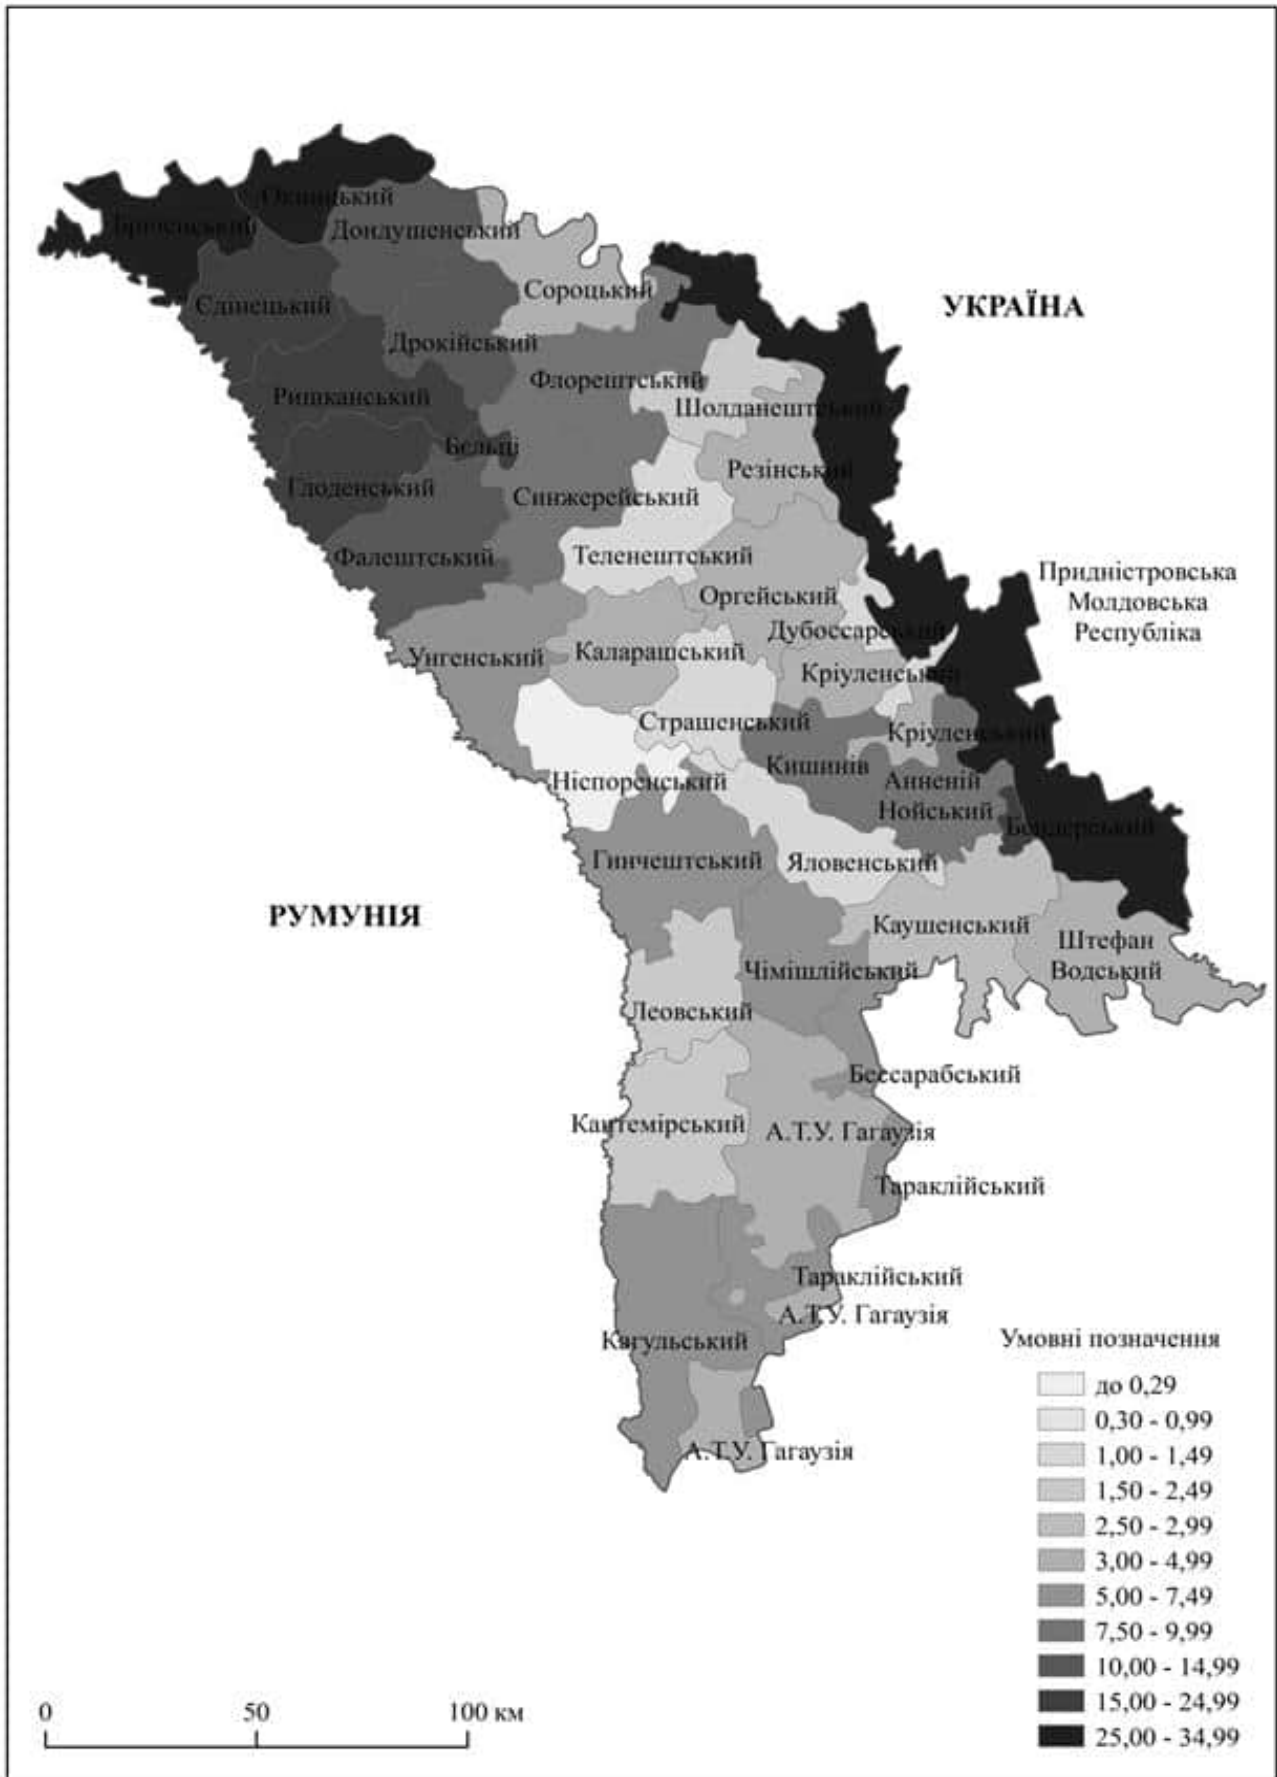 Окницький
Бричанський
Дондушенський
Сороцький
УКРАЇНА
Єдінецький
Дрокійський
Флорештський
Ришканський
Шолданештський
Бельці
Резінський
Глоденський
Синжерейський
Фалештський
Теленештський
Придністровська
Молдовська
Республіка
Оргейський
Дубоссарський
Унгенський
Каларашський
Кріуленський
Страшенський
Кріуленський
Кишинів
Ніспоренський
Анненій
Нойський
Бендерський
Гинчештський
Яловенський
РУМУНІЯ
Каушенський
Штефан
Водський
Чімішлійський
Леовський
Бессарабський
Кантемірський
А.Т.У. Гагаузія
Тараклійський
Тараклійський
А.Т.У. Гагаузія
Кагульський
А.Т.У. Гагаузія
Умовні позначення
до 0,29
0,30 - 0,99
1,00 - 1,49
1,50 - 2,49
2,50 - 2,99
3,00 - 4,99
5,00 - 7,49
7,50 - 9,99
10,00 - 14,99
15,00 - 24,99
25,00 - 34,99
0 50 100 км